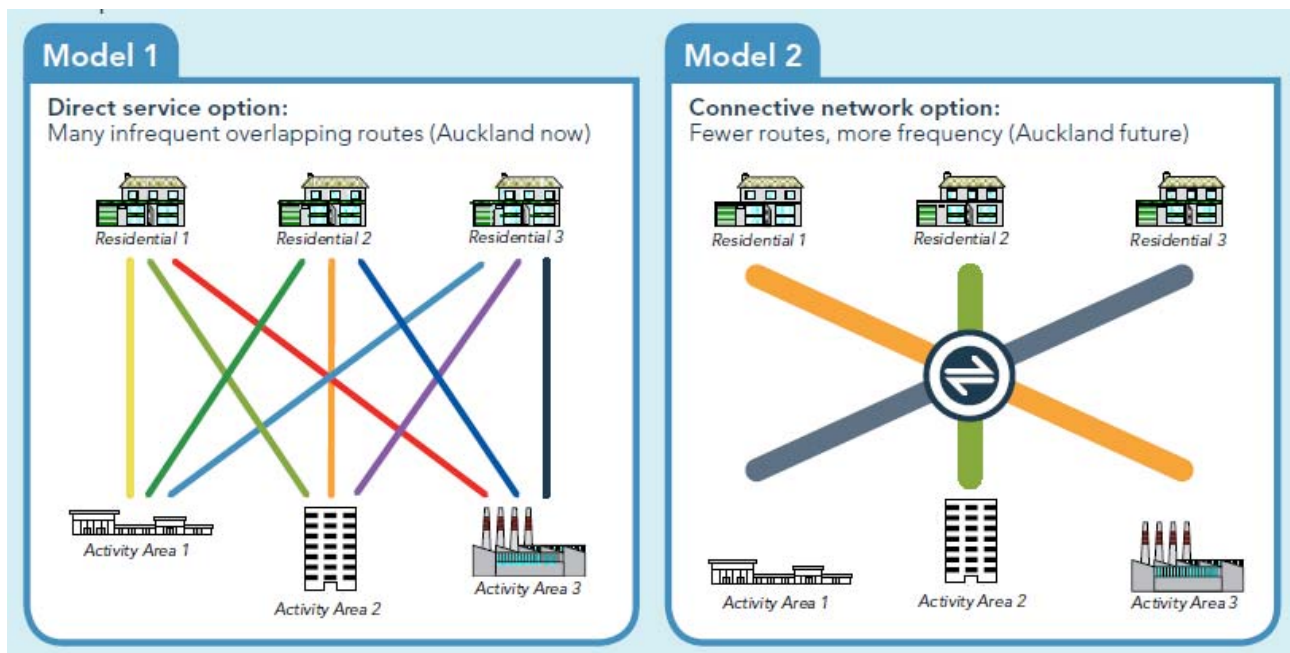 Model 1
Direct service option:
Many infrequent overlapping routes (Auckland now)
Residential 1
Residential 2
Residential 3
Activity Area 1
Activity Area 2
Activity Area 3
Model 2
Connective network option:
Fewer routes, more frequency (Auckland future)
Residential 1
Residential 2
Residential 3
Activity Area 1
Activity Area 2
Activity Area 3